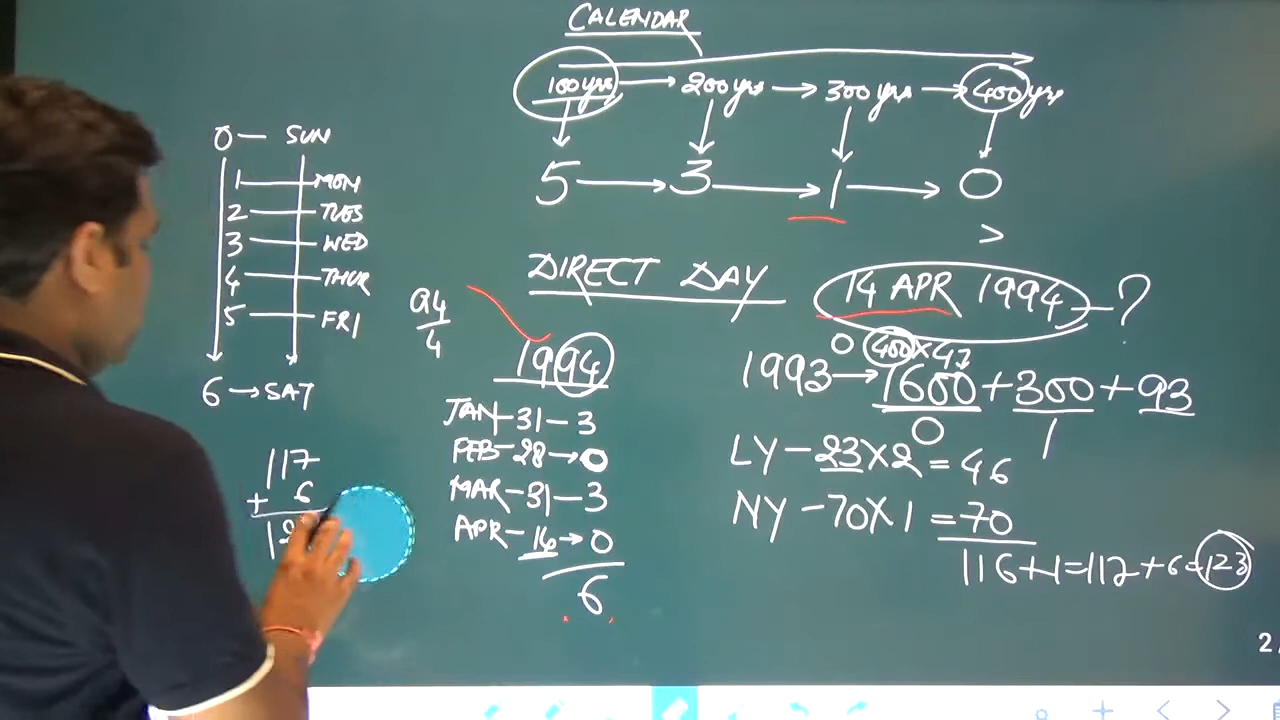 CALENDAR
100yrs → 200yrs → 300yrs → 400yrs
5 → 3 → 1 → 0
>
0 — SUN
1 — MON
2 — TUES
3 — WED
4 — THUR
5 — FRI
6 → SAT
117
+ 6
DIRECT DAY
14 APR 1994 — ?
94/4
1994
JAN - 31 - 3
FEB - 28 → 0
MAR - 31 - 3
APR - 16 → 0
6
0 400×4
1993 → 1600 + 300 + 93
0 1
LY - 23 × 2 = 46
NY - 70 × 1 = 70
116 + 1 = 117 + 6 = 123